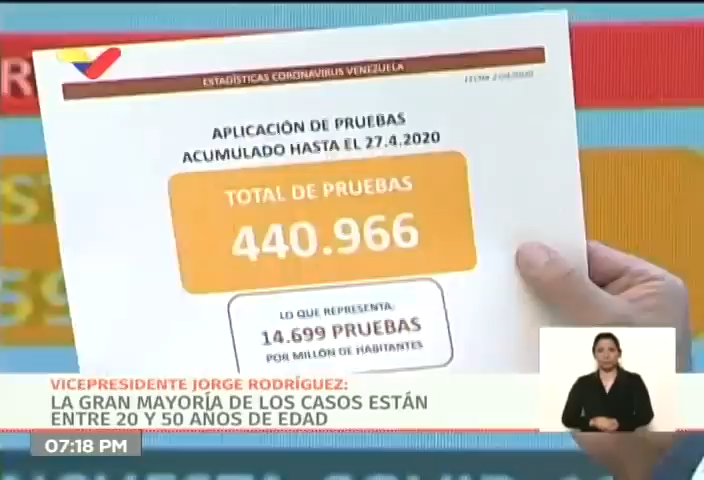 ESTADÍSTICAS CORONAVIRUS VENEZUELA
APLICACIÓN DE PRUEBAS
ACUMULADO HASTA EL 27.4.2020
TOTAL DE PRUEBAS
440.966
LO QUE REPRESENTA:
14.699 PRUEBAS
POR MILLÓN DE HABITANTES
VICEPRESIDENTE JORGE RODRÍGUEZ:
LA GRAN MAYORÍA DE LOS CASOS ESTÁN
ENTRE 20 Y 50 AÑOS DE EDAD
07:18 PM